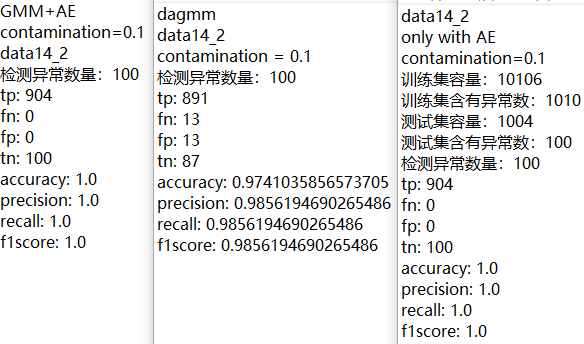 GMM+AE
contamination=0.1
data14_2
检测异常数量：100
tp: 904
fn: 0
fp: 0
tn: 100
accuracy: 1.0
precision: 1.0
recall: 1.0
f1score: 1.0
dagmm
data14_2
contamination = 0.1
检测异常数量：100
tp: 891
fn: 13
fp: 13
tn: 87
accuracy: 0.9741035856573705
precision: 0.9856194690265486
recall: 0.9856194690265486
f1score: 0.9856194690265486
data14_2
only with AE
contamination=0.1
训练集容量：10106
训练集含有异常数：1010
测试集容量：1004
测试集含有异常数：100
检测异常数量：100
tp: 904
fn: 0
fp: 0
tn: 100
accuracy: 1.0
precision: 1.0
recall: 1.0
f1score: 1.0